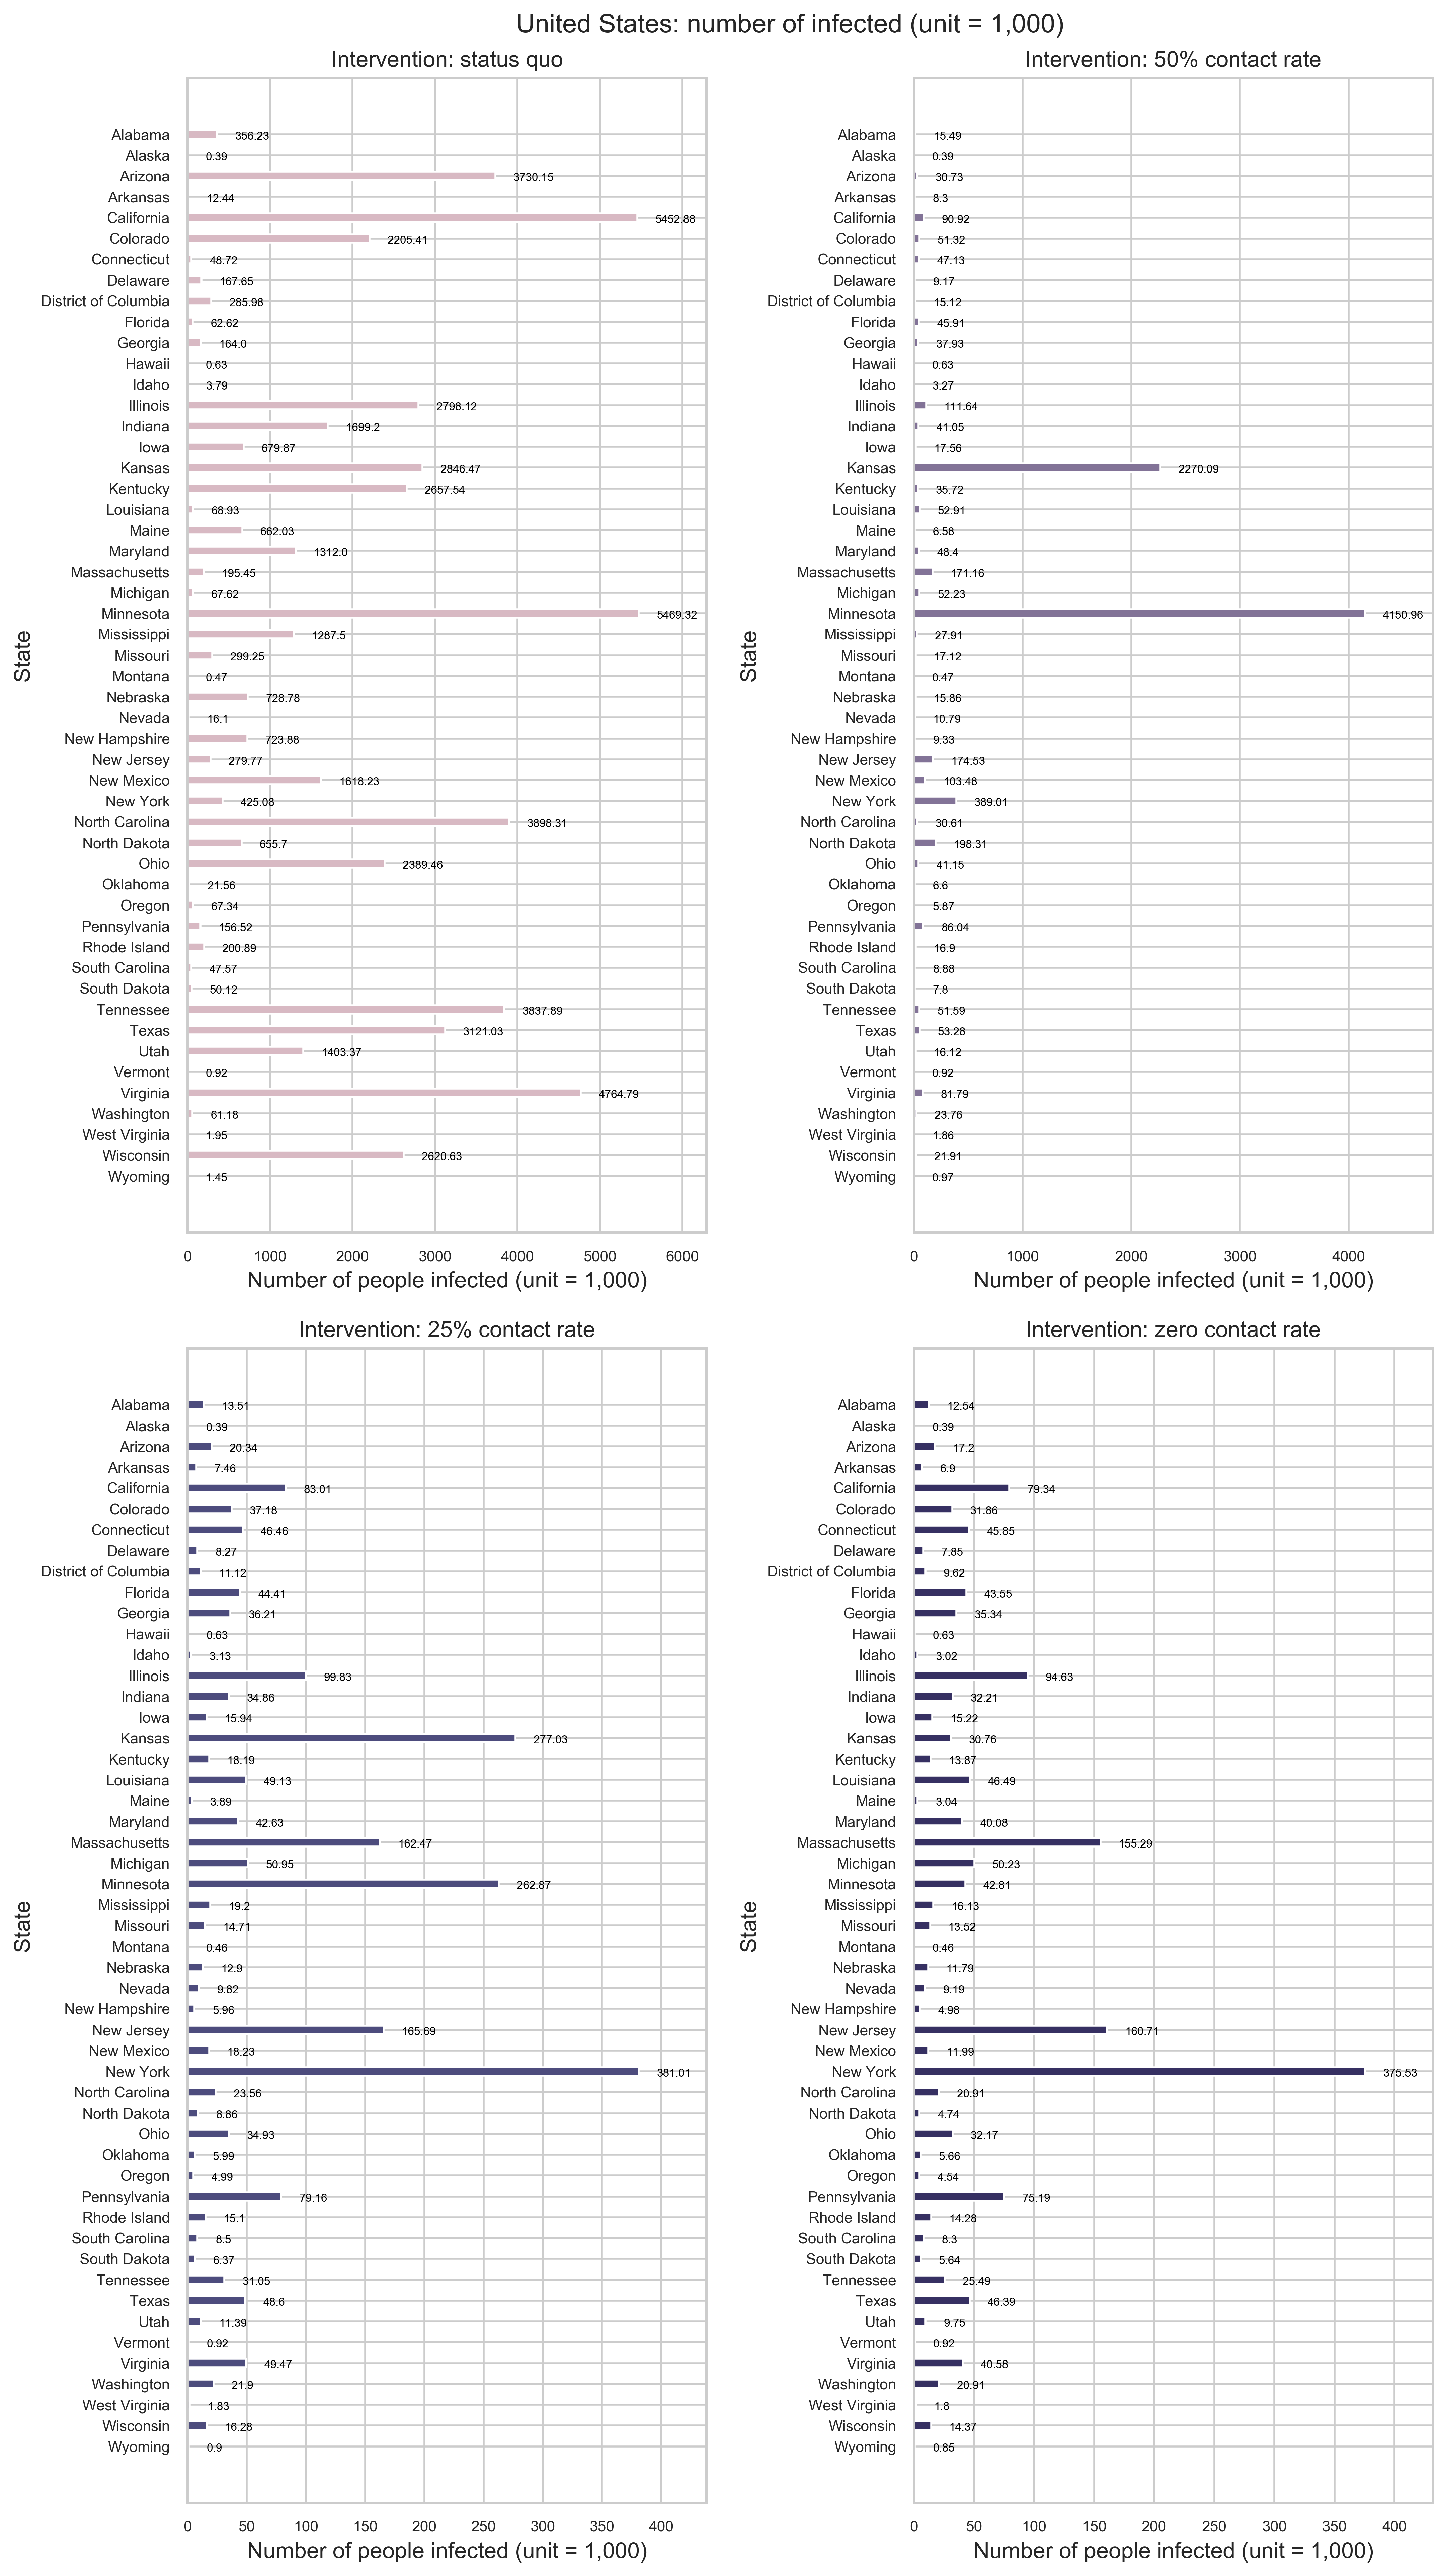 United States: number of infected (unit = 1,000)
Intervention: status quo
State
Alabama 356.23
Alaska 0.39
Arizona 3730.15
Arkansas 12.44
California 5452.88
Colorado 2205.41
Connecticut 48.72
Delaware 167.65
District of Columbia 285.98
Florida 62.62
Georgia 164.0
Hawaii 0.63
Idaho 3.79
Illinois 2798.12
Indiana 1699.2
Iowa 679.87
Kansas 2846.47
Kentucky 2657.54
Louisiana 68.93
Maine 662.03
Maryland 1312.0
Massachusetts 195.45
Michigan 67.62
Minnesota 5469.32
Mississippi 1287.5
Missouri 299.25
Montana 0.47
Nebraska 728.78
Nevada 16.1
New Hampshire 723.88
New Jersey 279.77
New Mexico 1618.23
New York 425.08
North Carolina 3898.31
North Dakota 655.7
Ohio 2389.46
Oklahoma 21.56
Oregon 67.34
Pennsylvania 156.52
Rhode Island 200.89
South Carolina 47.57
South Dakota 50.12
Tennessee 3837.89
Texas 3121.03
Utah 1403.37
Vermont 0.92
Virginia 4764.79
Washington 61.18
West Virginia 1.95
Wisconsin 2620.63
Wyoming 1.45
0 1000 2000 3000 4000 5000 6000
Number of people infected (unit = 1,000)
Intervention: 50% contact rate
State
Alabama 15.49
Alaska 0.39
Arizona 30.73
Arkansas 8.3
California 90.92
Colorado 51.32
Connecticut 47.13
Delaware 9.17
District of Columbia 15.12
Florida 45.91
Georgia 37.93
Hawaii 0.63
Idaho 3.27
Illinois 111.64
Indiana 41.05
Iowa 17.56
Kansas 2270.09
Kentucky 35.72
Louisiana 52.91
Maine 6.58
Maryland 48.4
Massachusetts 171.16
Michigan 52.23
Minnesota 4150.96
Mississippi 27.91
Missouri 17.12
Montana 0.47
Nebraska 15.86
Nevada 10.79
New Hampshire 9.33
New Jersey 174.53
New Mexico 103.48
New York 389.01
North Carolina 30.61
North Dakota 198.31
Ohio 41.15
Oklahoma 6.6
Oregon 5.87
Pennsylvania 86.04
Rhode Island 16.9
South Carolina 8.88
South Dakota 7.8
Tennessee 51.59
Texas 53.28
Utah 16.12
Vermont 0.92
Virginia 81.79
Washington 23.76
West Virginia 1.86
Wisconsin 21.91
Wyoming 0.97
0 1000 2000 3000 4000
Number of people infected (unit = 1,000)
Intervention: 25% contact rate
State
Alabama 13.51
Alaska 0.39
Arizona 20.34
Arkansas 7.46
California 83.01
Colorado 37.18
Connecticut 46.46
Delaware 8.27
District of Columbia 11.12
Florida 44.41
Georgia 36.21
Hawaii 0.63
Idaho 3.13
Illinois 99.83
Indiana 34.86
Iowa 15.94
Kansas 277.03
Kentucky 18.19
Louisiana 49.13
Maine 3.89
Maryland 42.63
Massachusetts 162.47
Michigan 50.95
Minnesota 262.87
Mississippi 19.2
Missouri 14.71
Montana 0.46
Nebraska 12.9
Nevada 9.82
New Hampshire 5.96
New Jersey 165.69
New Mexico 18.23
New York 381.01
North Carolina 23.56
North Dakota 8.86
Ohio 34.93
Oklahoma 5.99
Oregon 4.99
Pennsylvania 79.16
Rhode Island 15.1
South Carolina 8.5
South Dakota 6.37
Tennessee 31.05
Texas 48.6
Utah 11.39
Vermont 0.92
Virginia 49.47
Washington 21.9
West Virginia 1.83
Wisconsin 16.28
Wyoming 0.9
0 50 100 150 200 250 300 350 400
Number of people infected (unit = 1,000)
Intervention: zero contact rate
State
Alabama 12.54
Alaska 0.39
Arizona 17.2
Arkansas 6.9
California 79.34
Colorado 31.86
Connecticut 45.85
Delaware 7.85
District of Columbia 9.62
Florida 43.55
Georgia 35.34
Hawaii 0.63
Idaho 3.02
Illinois 94.63
Indiana 32.21
Iowa 15.22
Kansas 30.76
Kentucky 13.87
Louisiana 46.49
Maine 3.04
Maryland 40.08
Massachusetts 155.29
Michigan 50.23
Minnesota 42.81
Mississippi 16.13
Missouri 13.52
Montana 0.46
Nebraska 11.79
Nevada 9.19
New Hampshire 4.98
New Jersey 160.71
New Mexico 11.99
New York 375.53
North Carolina 20.91
North Dakota 4.74
Ohio 32.17
Oklahoma 5.66
Oregon 4.54
Pennsylvania 75.19
Rhode Island 14.28
South Carolina 8.3
South Dakota 5.64
Tennessee 25.49
Texas 46.39
Utah 9.75
Vermont 0.92
Virginia 40.58
Washington 20.91
West Virginia 1.8
Wisconsin 14.37
Wyoming 0.85
0 50 100 150 200 250 300 350 400
Number of people infected (unit = 1,000)